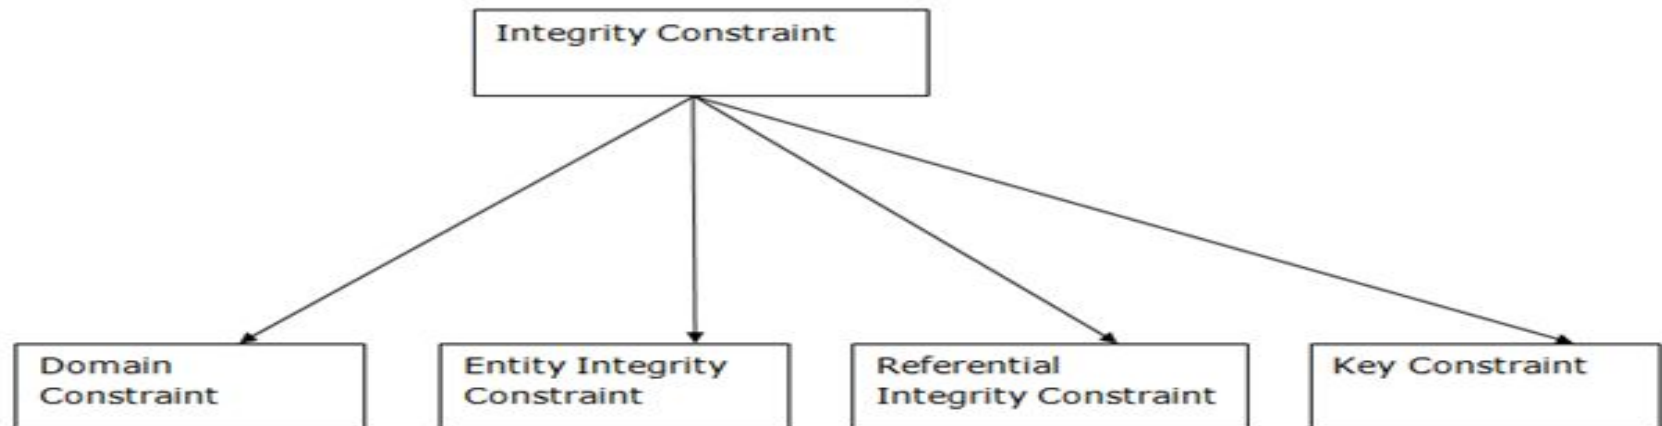 Integrity Constraint
Domain
Constraint
Entity Integrity
Constraint
Referential
Integrity Constraint
Key Constraint